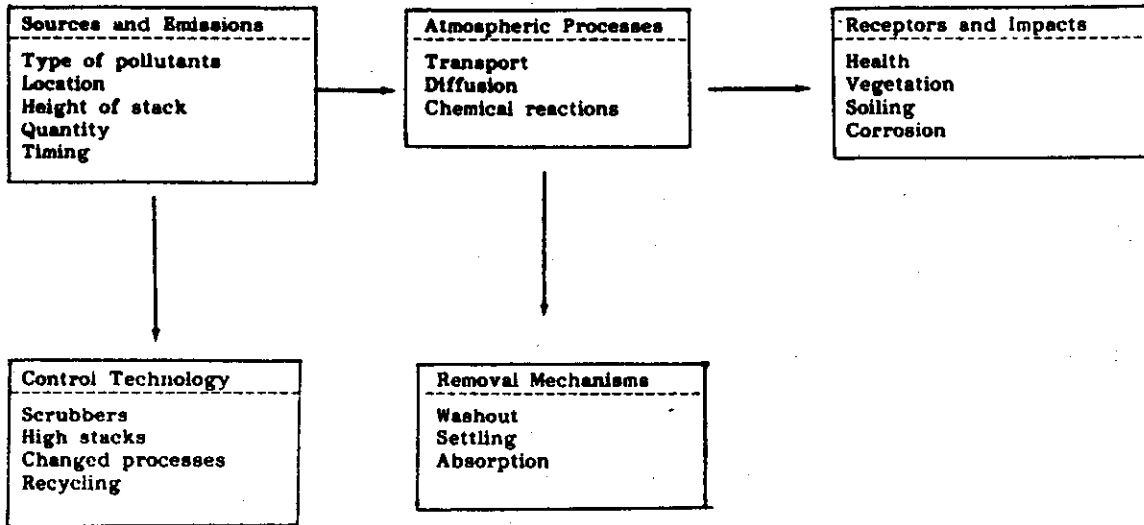 Sources and Emissions
Type of pollutants
Location
Height of stack
Quantity
Timing
Atmospheric Processes
Transport
Diffusion
Chemical reactions
Receptors and Impacts
Health
Vegetation
Soiling
Corrosion
Control Technology
Scrubbers
High stacks
Changed processes
Recycling
Removal Mechanisms
Washout
Settling
Absorption